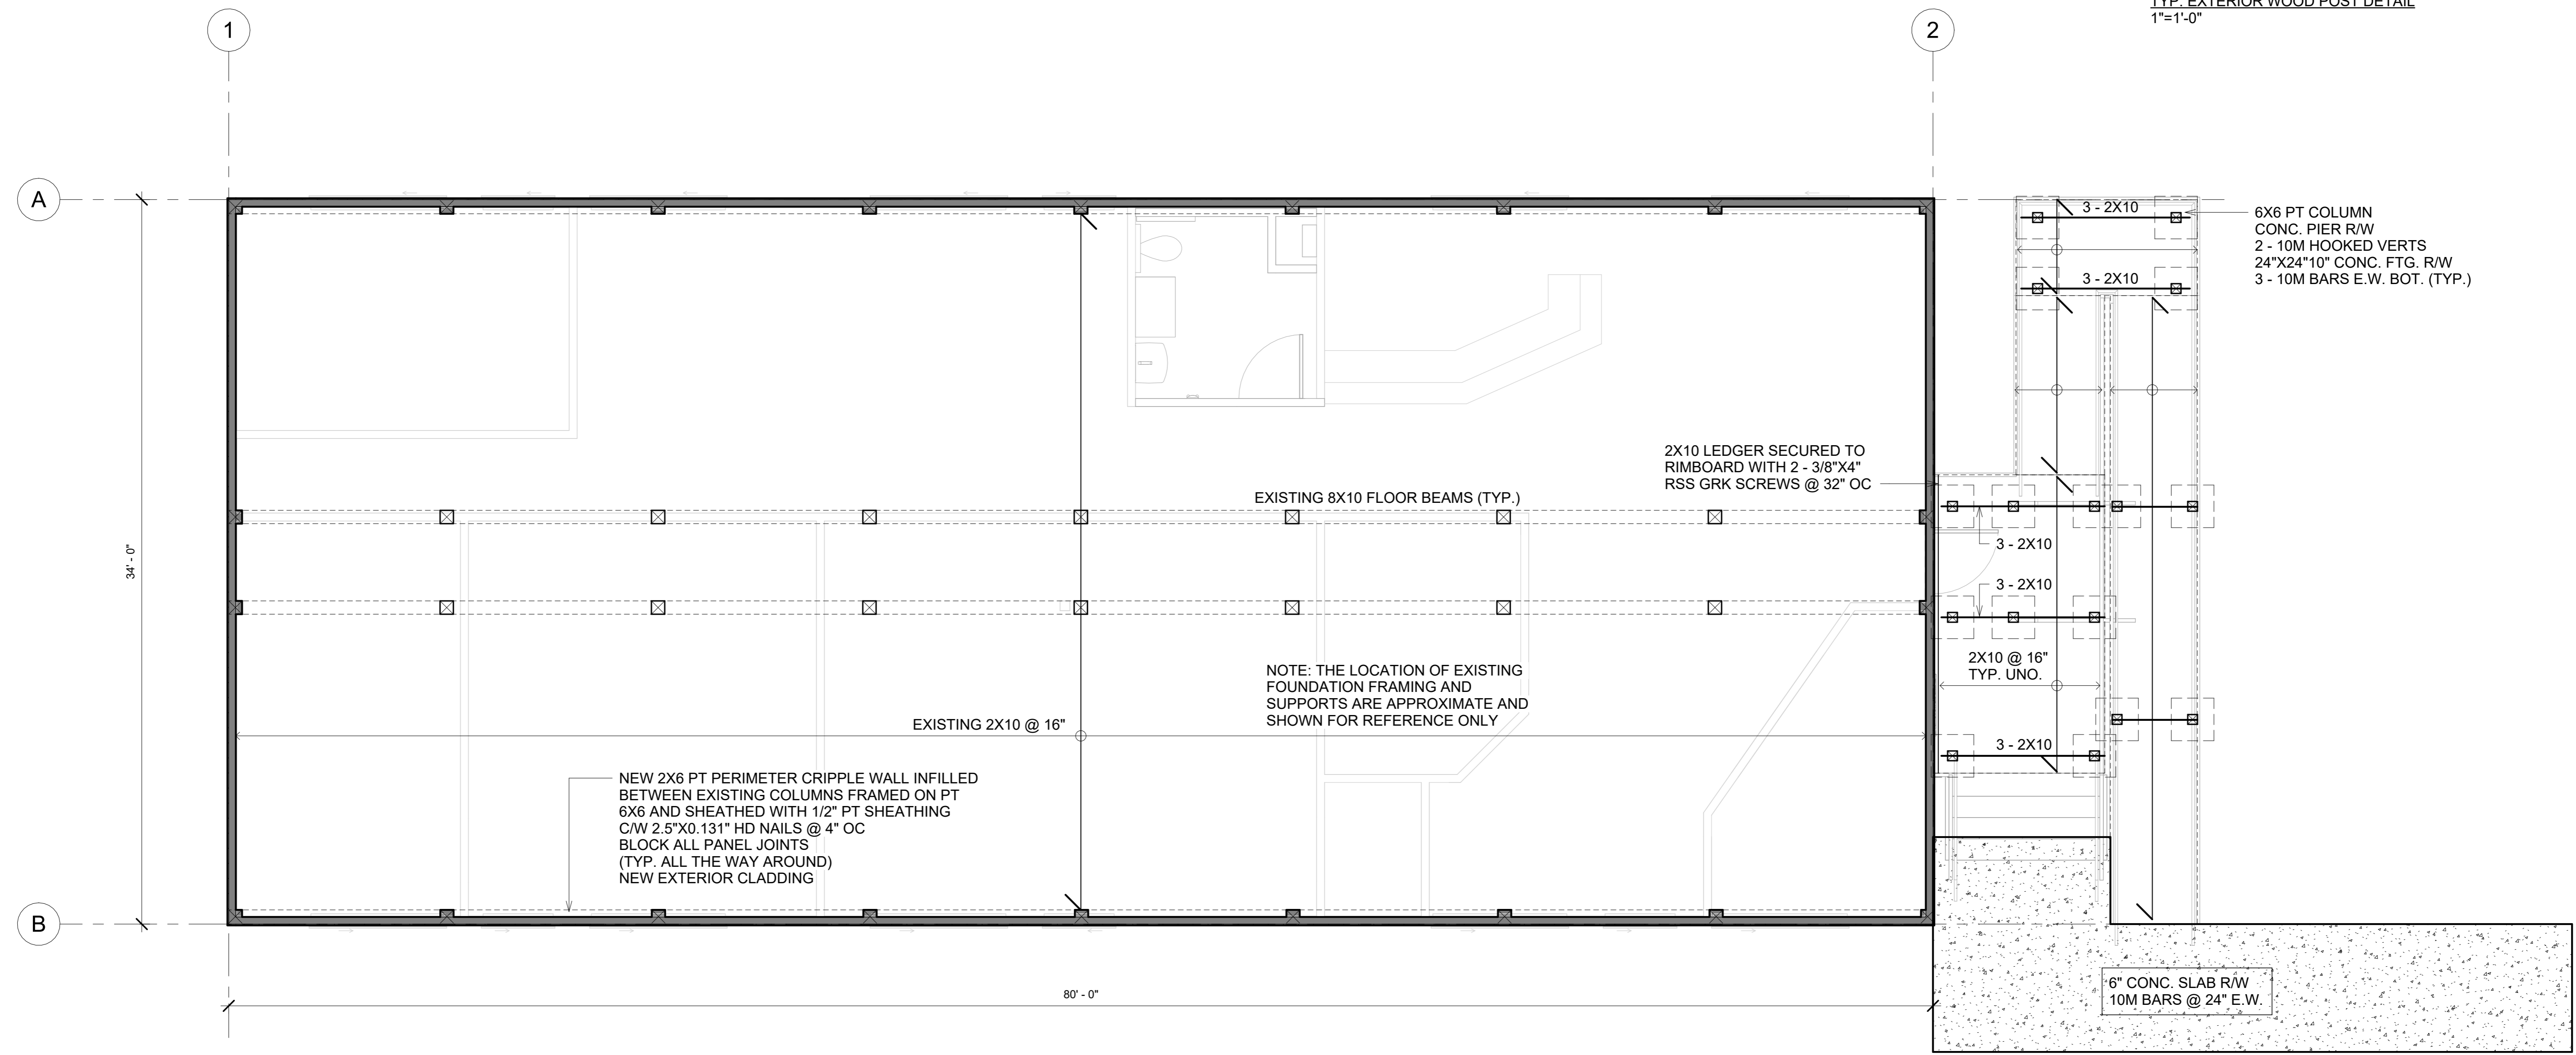 TYP. EXTERIOR WOOD POST DETAIL
1"=1'-0"
1
2
A
3 - 2X10
6X6 PT COLUMN
CONC. PIER R/W
2 - 10M HOOKED VERTS
24"X24"10" CONC. FTG. R/W
3 - 10M BARS E.W. BOT. (TYP.)
3 - 2X10
2X10 LEDGER SECURED TO
RIMBOARD WITH 2 - 3/8"X4"
RSS GRK SCREWS @ 32" OC
EXISTING 8X10 FLOOR BEAMS (TYP.)
34' - 0"
3 - 2X10
3 - 2X10
2X10 @ 16"
TYP. UNO.
NOTE: THE LOCATION OF EXISTING
FOUNDATION FRAMING AND
SUPPORTS ARE APPROXIMATE AND
SHOWN FOR REFERENCE ONLY
EXISTING 2X10 @ 16"
3 - 2X10
NEW 2X6 PT PERIMETER CRIPPLE WALL INFILLED
BETWEEN EXISTING COLUMNS FRAMED ON PT
6X6 AND SHEATHED WITH 1/2" PT SHEATHING
C/W 2.5"X0.131" HD NAILS @ 4" OC
BLOCK ALL PANEL JOINTS
(TYP. ALL THE WAY AROUND)
NEW EXTERIOR CLADDING
B
80' - 0"
6" CONC. SLAB R/W
10M BARS @ 24" E.W.